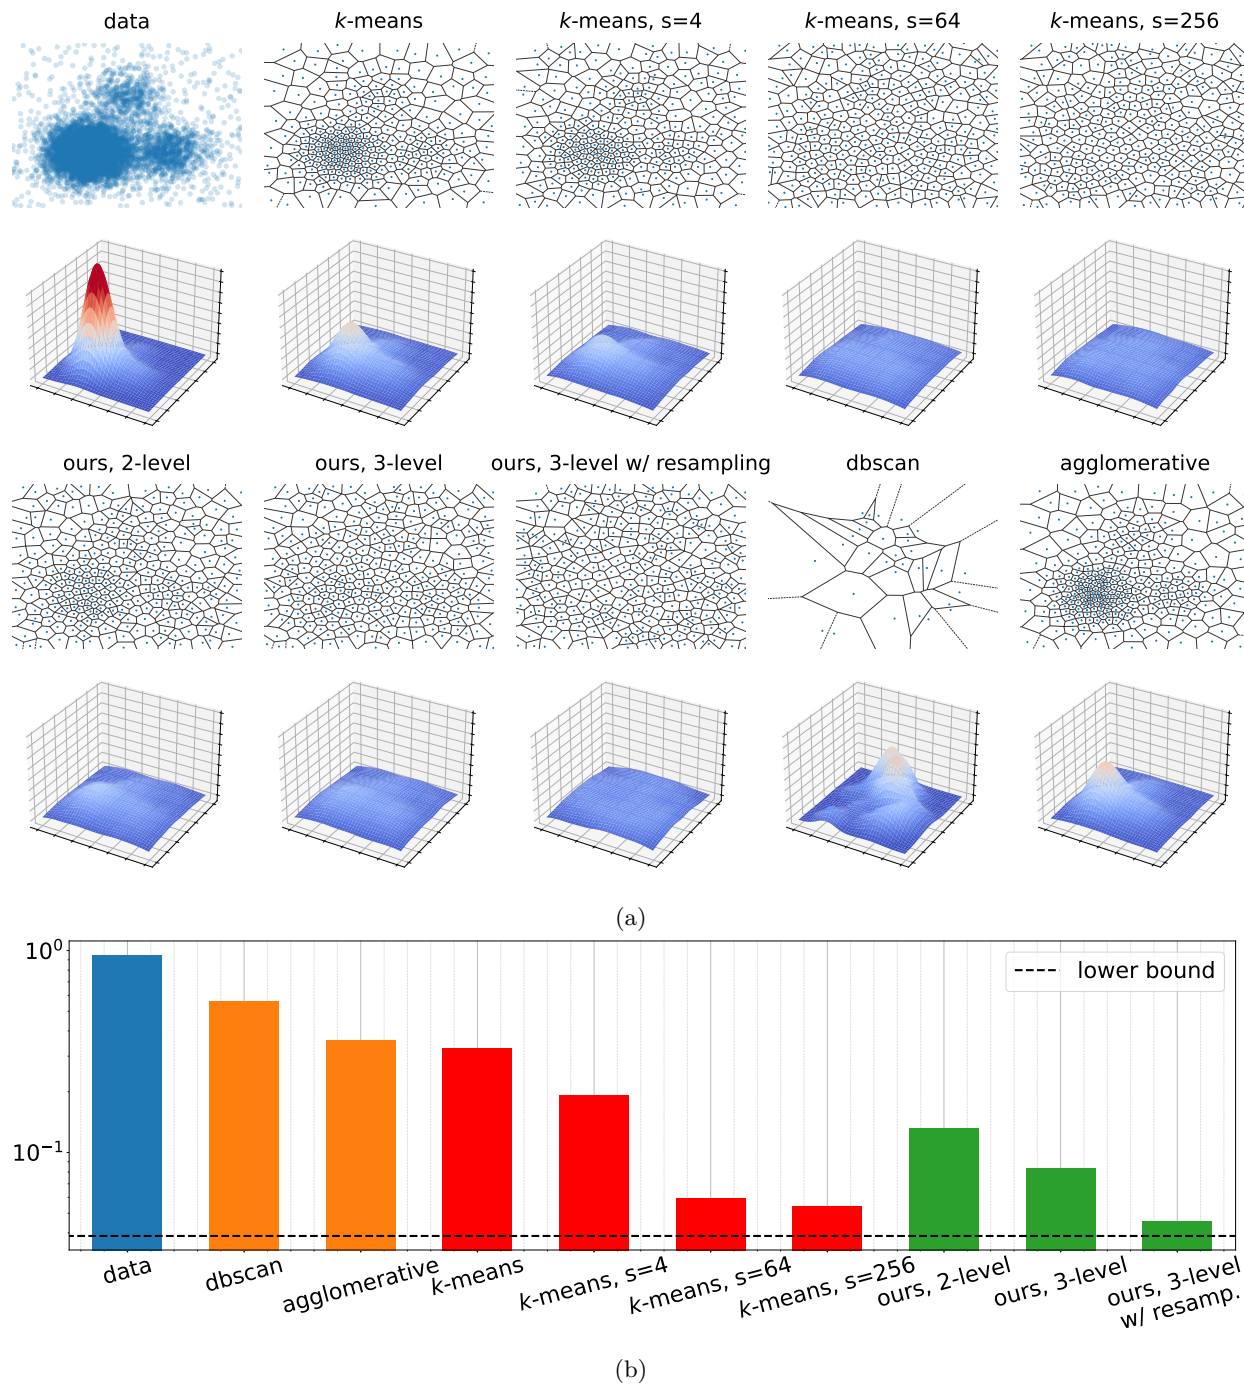 data
k-means
k-means, s=4
k-means, s=64
k-means, s=256
ours, 2-level
ours, 3-level
ours, 3-level w/ resampling
dbscan
agglomerative
(a)
10⁰
10⁻¹
lower bound
data
dbscan
agglomerative
k-means
k-means, s=4
k-means, s=64
k-means, s=256
ours, 2-level
ours, 3-level
ours, 3-level
w/ resamp.
(b)